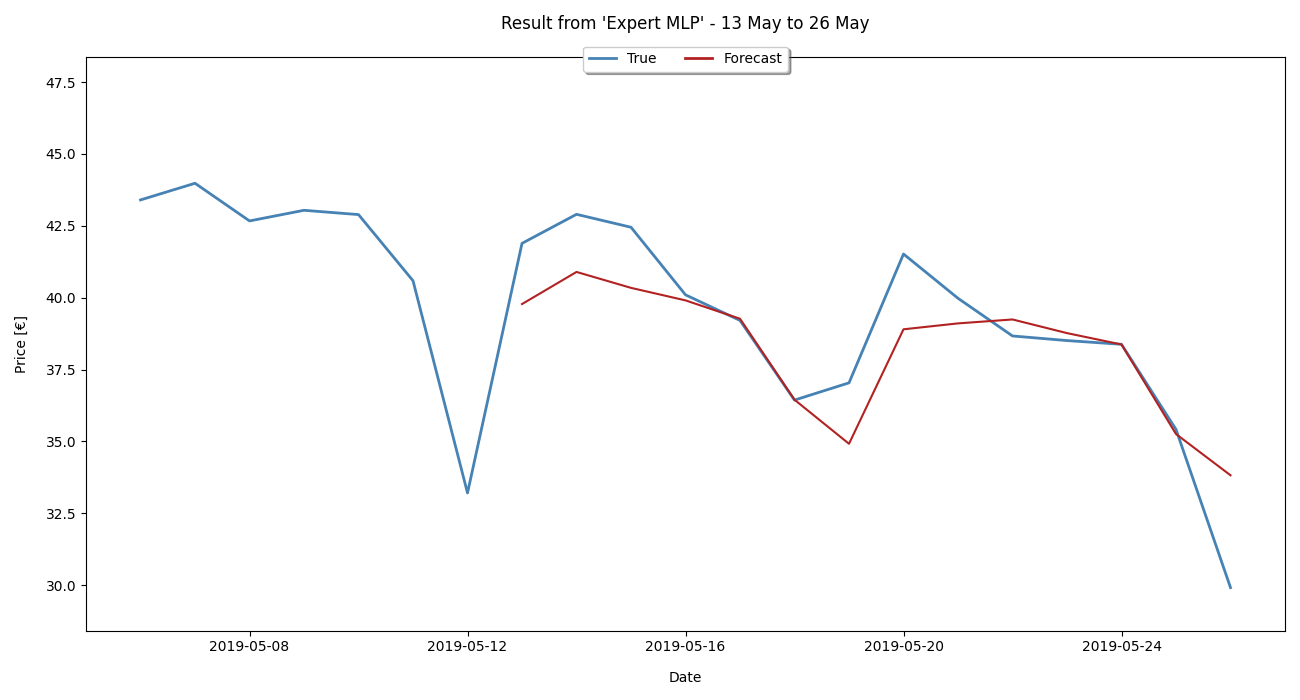 Result from 'Expert MLP' - 13 May to 26 May
True Forecast
47.5
45.0
42.5
40.0
37.5
35.0
32.5
30.0
Price [€]
2019-05-08 2019-05-12 2019-05-16 2019-05-20 2019-05-24
Date